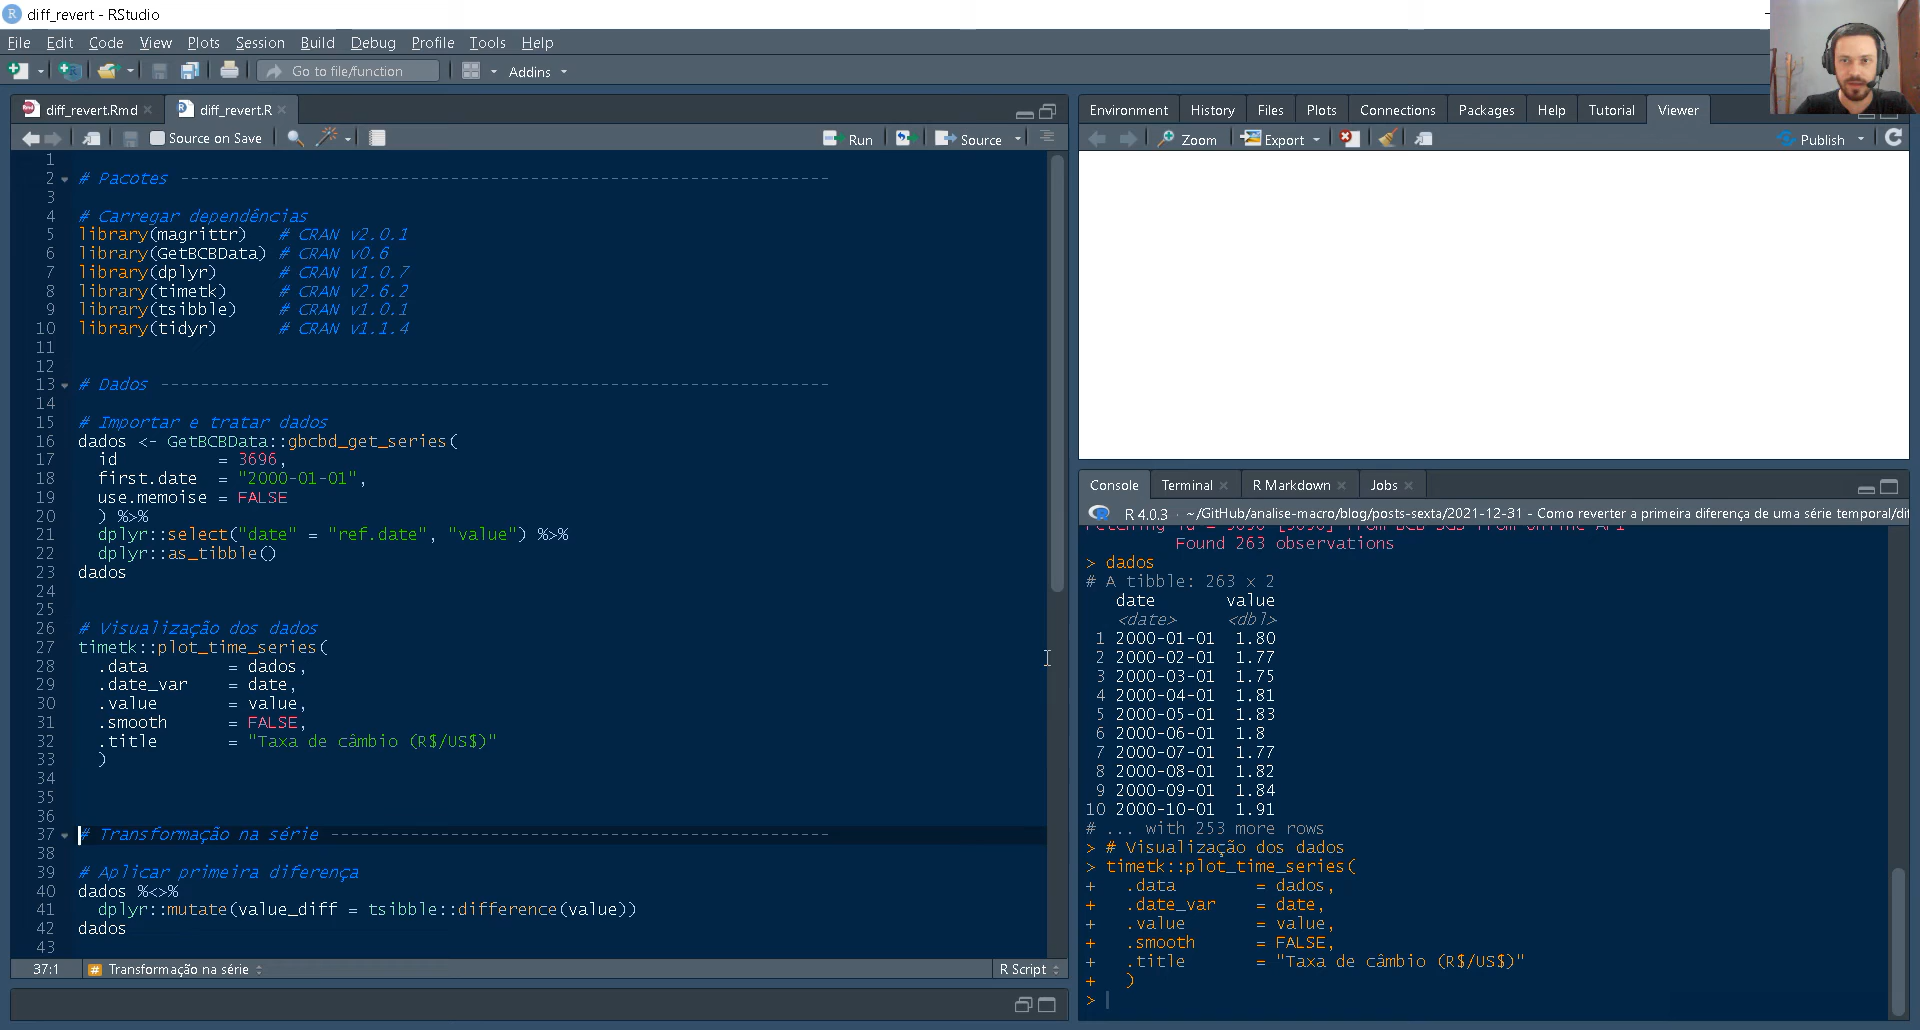 diff_revert - RStudio
File Edit Code View Plots Session Build Debug Profile Tools Help
Go to file/function
Addins
diff_revert.Rmd
diff_revert.R
Source on Save
Run
Source
1
2 # Pacotes --------------------------------------------------------------------
3
4 # Carregar dependências
5 library(magrittr) # CRAN v2.0.1
6 library(GetBCBData) # CRAN v0.6
7 library(dplyr) # CRAN v1.0.7
8 library(timetk) # CRAN v2.6.2
9 library(tsibble) # CRAN v1.0.1
10 library(tidyr) # CRAN v1.1.4
11
12
13 # Dados ----------------------------------------------------------------------
14
15 # Importar e tratar dados
16 dados <- GetBCBData::gbcbd_get_series(
17 id = 3696,
18 first.date = "2000-01-01",
19 use.memoise = FALSE
20 ) %>%
21 dplyr::select("date" = "ref.date", "value") %>%
22 dplyr::as_tibble()
23 dados
24
25
26 # Visualização dos dados
27 timetk::plot_time_series(
28 .data = dados,
29 .date_var = date,
30 .value = value,
31 .smooth = FALSE,
32 .title = "Taxa de câmbio (R$/US$)"
33 )
34
35
36
37 # Transformação na série --------------------------------------------------
38
39 # Aplicar primeira diferença
40 dados %<>%
41 dplyr::mutate(value_diff = tsibble::difference(value))
42 dados
43
37:1
# Transformação na série
R Script
Environment History Files Plots Connections Packages Help Tutorial Viewer
Zoom Export Publish
Console Terminal R Markdown Jobs
R 4.0.3 · ~/GitHub/analise-macro/blog/posts-sexta/2021-12-31 - Como reverter a primeira diferença de uma série temporal/dif
Fetching id = 3696 [3696] from BCB-SGS from Online API
Found 263 observations
> dados
# A tibble: 263 x 2
date value
<date> <dbl>
1 2000-01-01 1.80
2 2000-02-01 1.77
3 2000-03-01 1.75
4 2000-04-01 1.81
5 2000-05-01 1.83
6 2000-06-01 1.8
7 2000-07-01 1.77
8 2000-08-01 1.82
9 2000-09-01 1.84
10 2000-10-01 1.91
# ... with 253 more rows
> # Visualização dos dados
> timetk::plot_time_series(
+ .data = dados,
+ .date_var = date,
+ .value = value,
+ .smooth = FALSE,
+ .title = "Taxa de câmbio (R$/US$)"
+ )
>